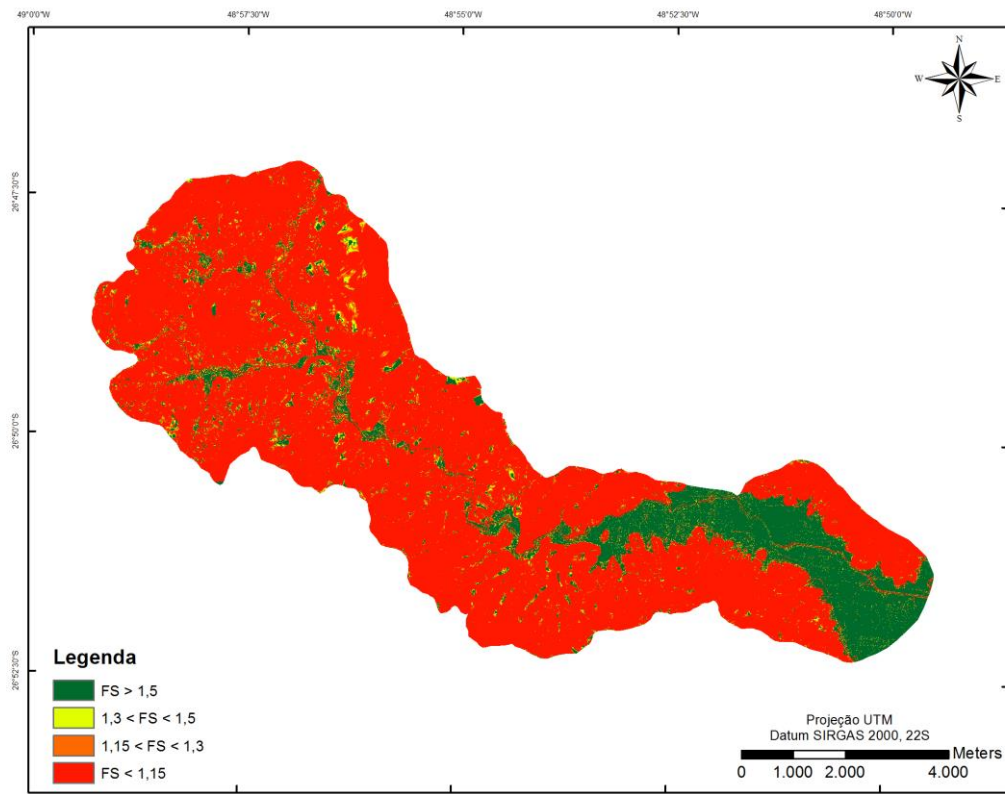 49°0'0"W
48°57'30"W
48°55'0"W
48°52'30"W
48°50'0"W
N
W
E
S
26°47'30"S
26°50'0"S
26°52'30"S
Legenda
FS > 1,5
1,3 < FS < 1,5
1,15 < FS < 1,3
FS < 1,15
Projeção UTM
Datum SIRGAS 2000, 22S
Meters
0 1.000 2.000 4.000